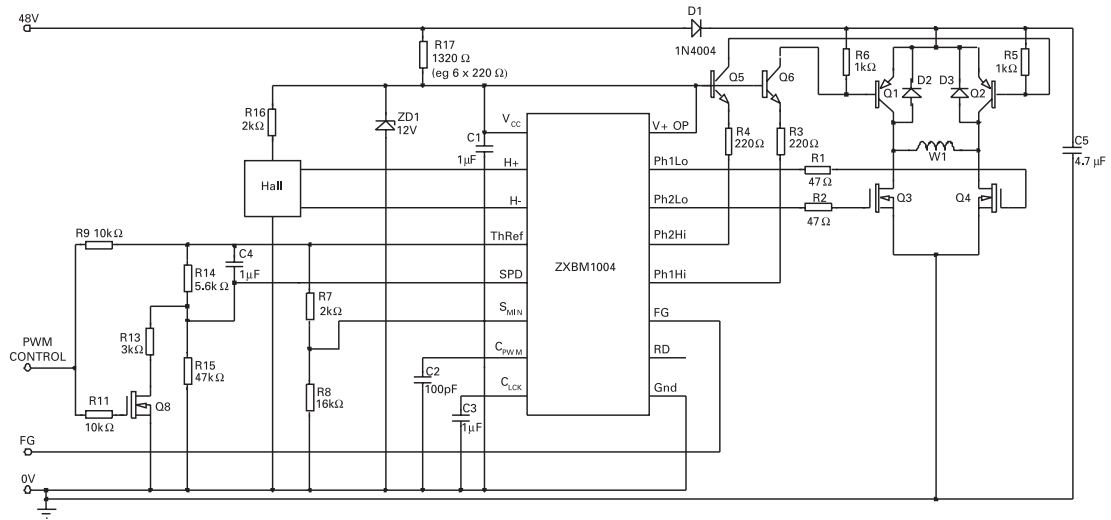 48V
D1
1N4004
R17
1320 Ω
(eg 6 x 220 Ω)
R16
2kΩ
ZD1
12V
C1
1µF
Q5
Q6
R4
220Ω
R3
220Ω
R6
1kΩ
D2
Q1
D3
Q2
R5
1kΩ
C5
4.7 µF
W1
R1
47Ω
R2
47Ω
Q3
Q4
Hall
VCC
H+
H-
ThRef
SPD
SMIN
CPWM
CLCK
ZXBM1004
V+ OP
Ph1Lo
Ph2Lo
Ph2Hi
Ph1Hi
FG
RD
Gnd
R9 10kΩ
C4
1µF
R14
5.6kΩ
R7
2kΩ
R13
3kΩ
R15
47kΩ
R8
16kΩ
C2
100pF
C3
1µF
PWM
CONTROL
R11
10kΩ
Q8
FG
0V